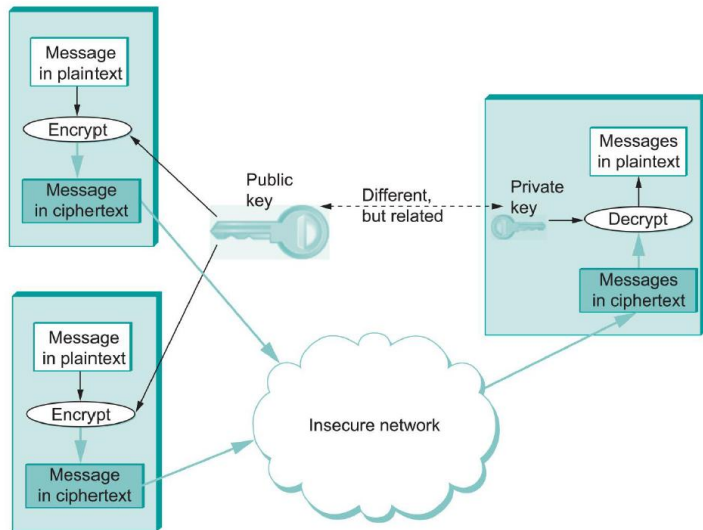 Message
in plaintext
Encrypt
Message
in ciphertext
Public
key
Different,
but related
Private
key
Messages
in plaintext
Decrypt
Messages
in ciphertext
Message
in plaintext
Encrypt
Message
in ciphertext
Insecure network